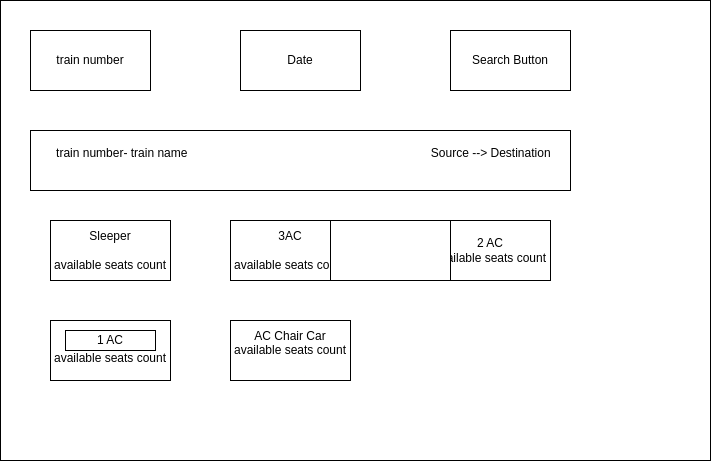 train number
Date
Search Button
train number- train name
Source --> Destination
Sleeper
available seats count
3AC
available seats co
2 AC
ailable seats count
1 AC
available seats count
AC Chair Car
available seats count